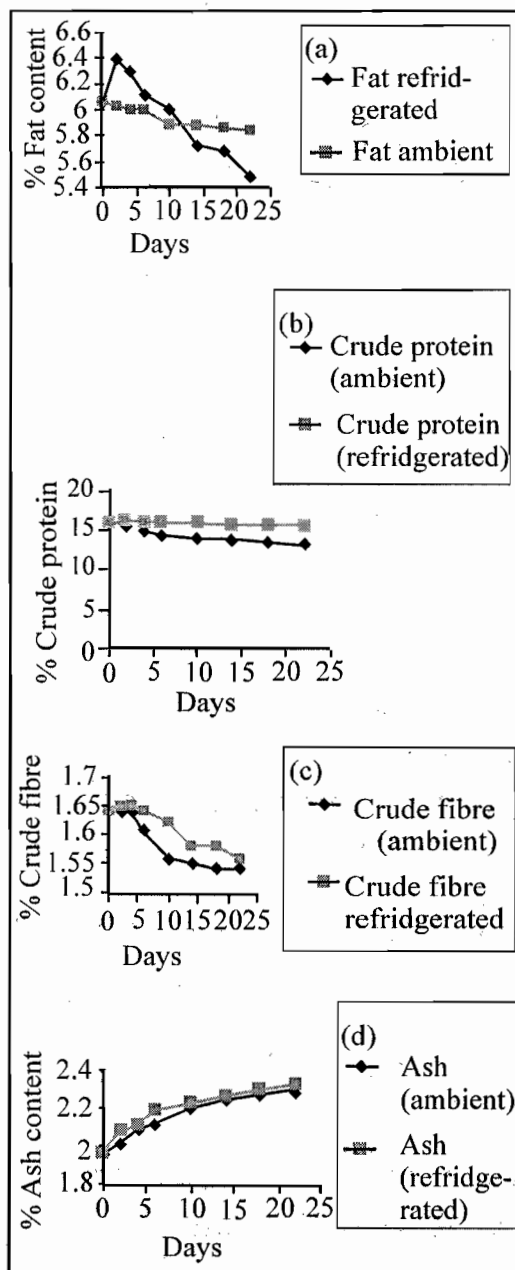 (a)
Fat refrid-
gerated
Fat ambient
% Fat content
6.6
6.4
6.2
6
5.8
5.6
5.4
0 5 10 15 20 25
Days
(b)
Crude protein
(ambient)
Crude protein
(refridgerated)
% Crude protein
20
15
10
5
0
0 5 10 15 20 25
Days
(c)
Crude fibre
(ambient)
Crude fibre
refridgerated
% Crude fibre
1.7
1.65
1.6
1.55
1.5
0 5 10 15 20 25
Days
(d)
Ash
(ambient)
Ash
(refridge-
rated)
% Ash content
2.4
2.2
2
1.8
0 5 10 15 20 25
Days